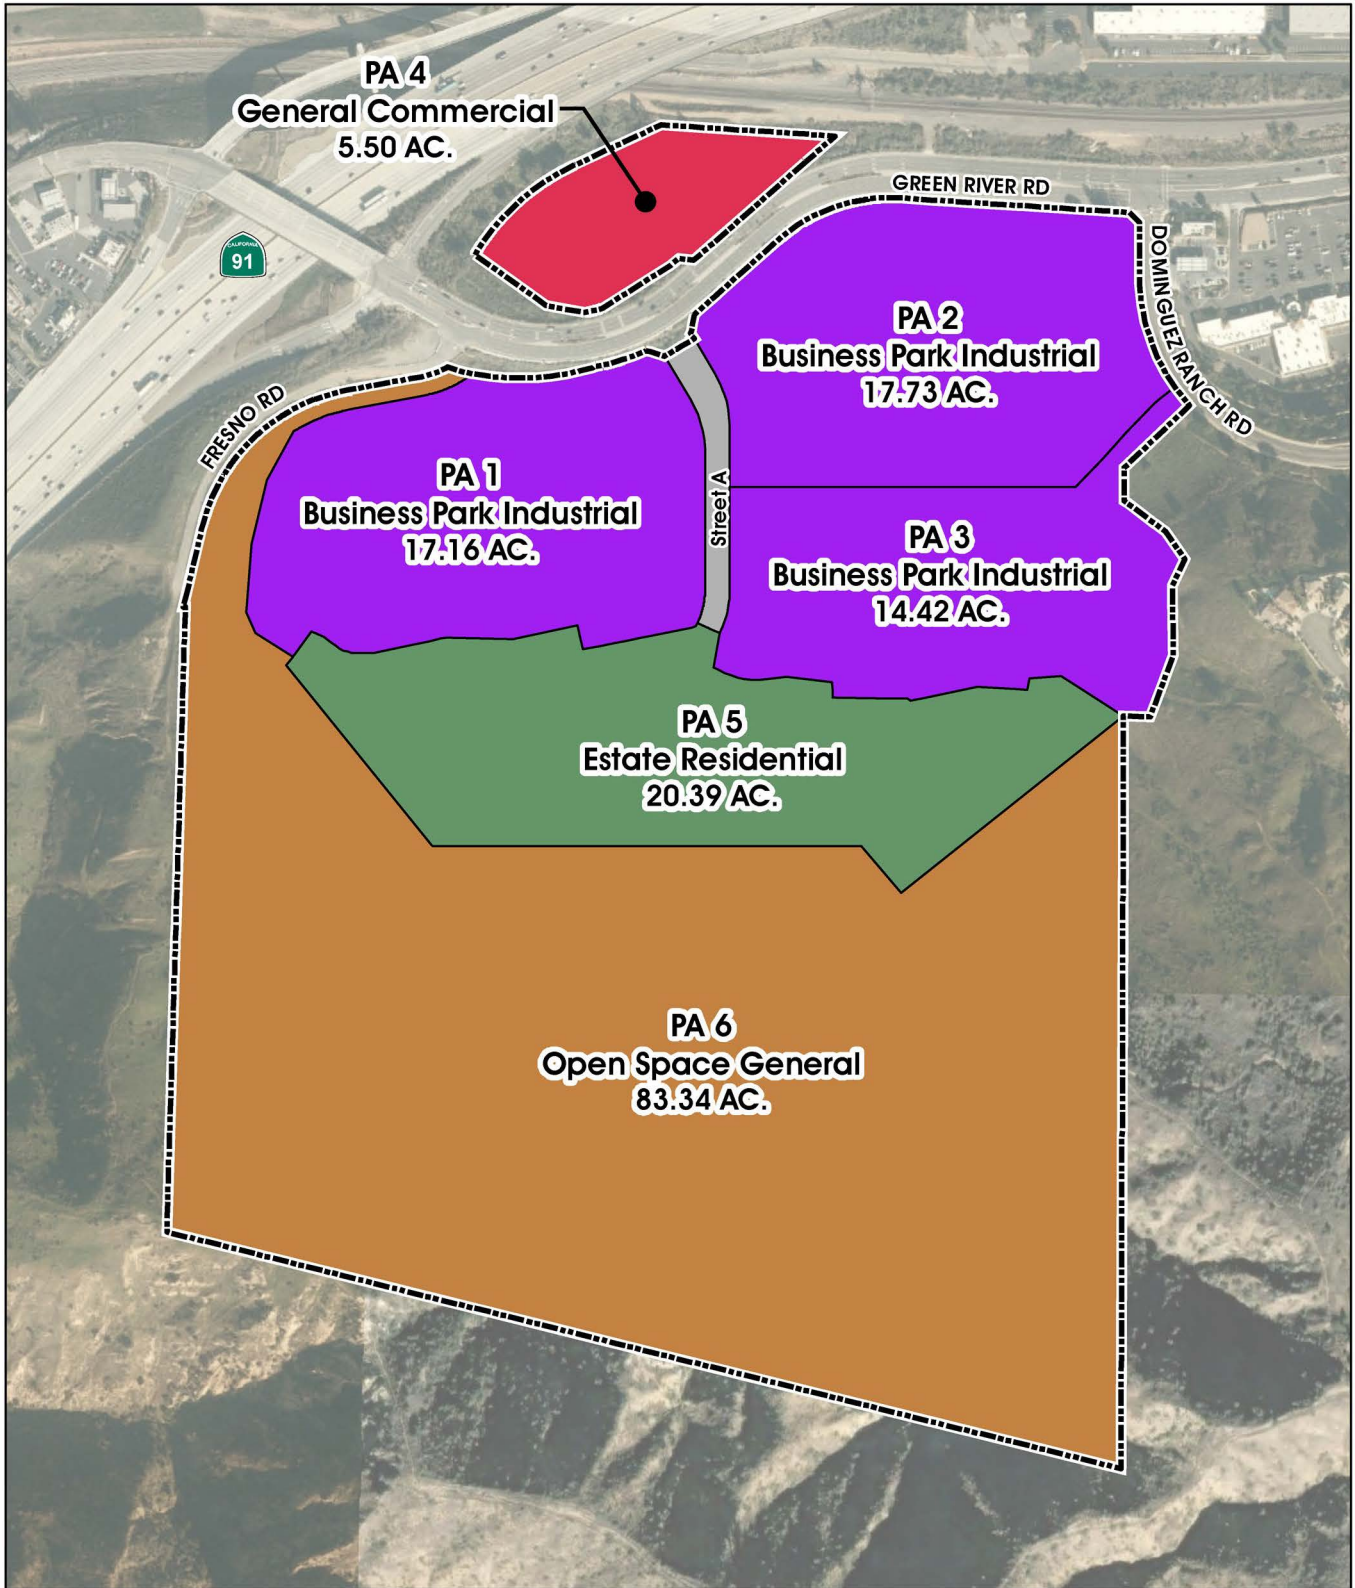 PA 4
General Commercial
5.50 AC.
GREEN RIVER RD
DOMINGUEZ RANCH RD
CALIFORNIA
91
PA 2
Business Park Industrial
17.73 AC.
FRESNO RD
PA 1
Business Park Industrial
17.16 AC.
Street A
PA 3
Business Park Industrial
14.42 AC.
PA 5
Estate Residential
20.39 AC.
PA 6
Open Space General
83.34 AC.